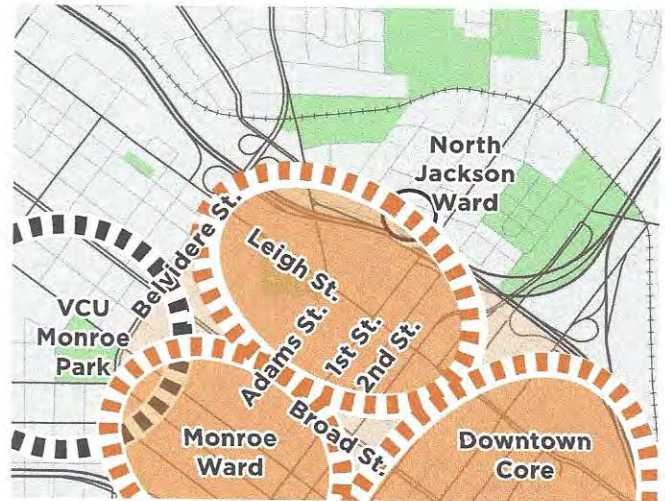 North
Jackson
Ward
Belvidere St.
Leigh St.
VCU
Monroe
Park
Adams St.
1st St.
2nd St.
Broad St.
Monroe
Ward
Downtown
Core